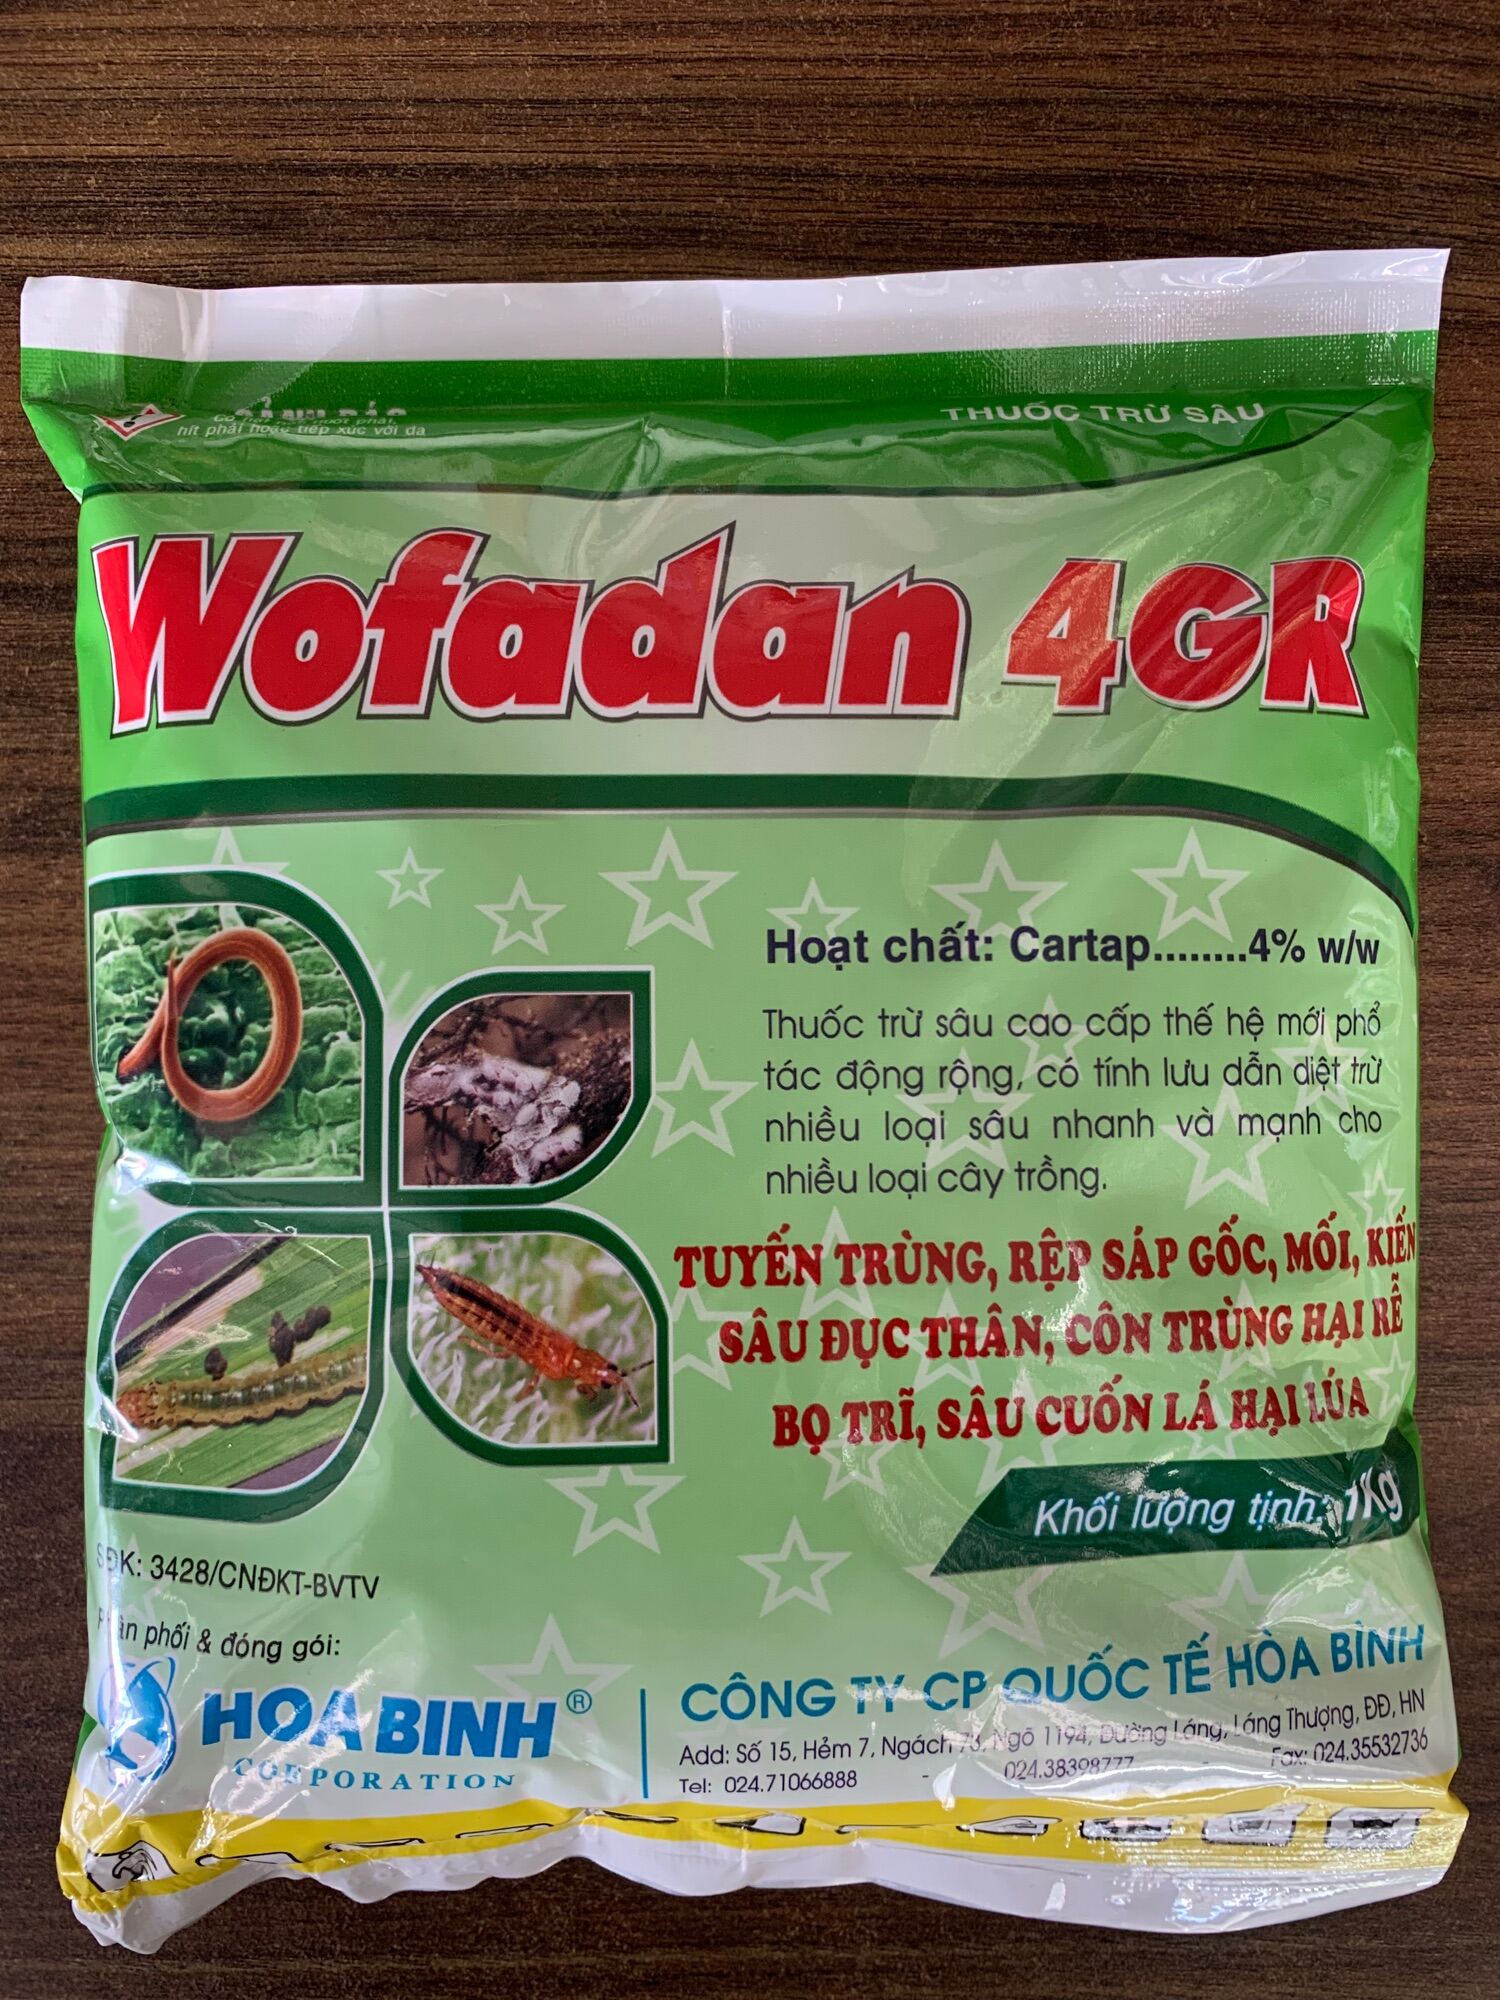 CẢNH BÁO
hít phải hoặc tiếp xúc với da
THUỐC TRỪ SÂU
Wofadan 4GR
Hoạt chất: Cartap........4% w/w
Thuốc trừ sâu cao cấp thế hệ mới phổ
tác động rộng, có tính lưu dẫn diệt trừ
nhiều loại sâu nhanh và mạnh cho
nhiều loại cây trồng.
TUYẾN TRÙNG, RỆP SÁP GỐC, MỐI, KIẾN
SÂU ĐỤC THÂN, CÔN TRÙNG HẠI RỄ
BỌ TRĨ, SÂU CUỐN LÁ HẠI LÚA
Khối lượng tịnh: 1Kg
SĐK: 3428/CNĐKT-BVTV
Phân phối & đóng gói:
HOA BINH ®
CORPORATION
CÔNG TY CP QUỐC TẾ HÒA BÌNH
Add: Số 15, Hẻm 7, Ngách 73, Ngõ 1194, Đường Láng, Láng Thượng, ĐĐ, HN
Tel: 024.71066888 - 024.38398777 - Fax: 024.35532736